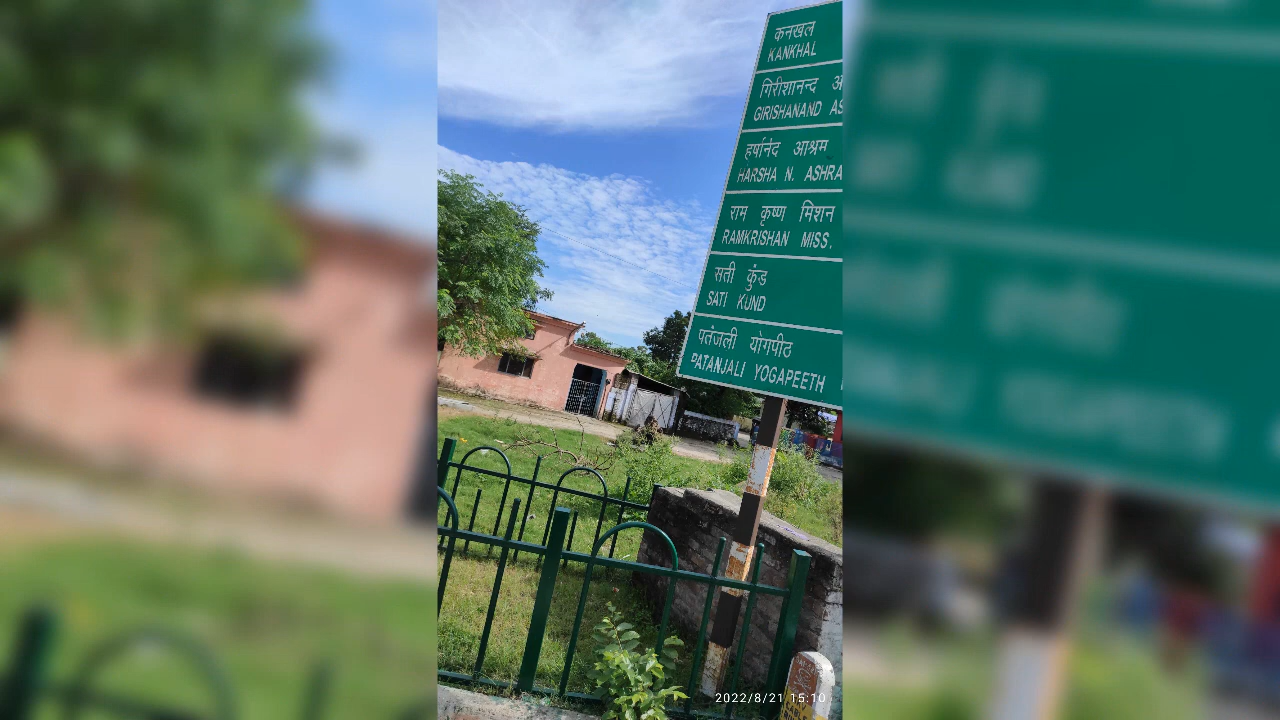 कनखल
KANKHAL
गिरीशानन्द
GIRISHANAND
हर्षानंद आश्रम
HARSHA N. ASHRA
राम कृष्ण मिशन
RAMKRISHAN MISS.
सती कुंड
SATI KUND
पतंजली योगपीठ
PATANJALI YOGAPEETH
2022/8/21 15:10